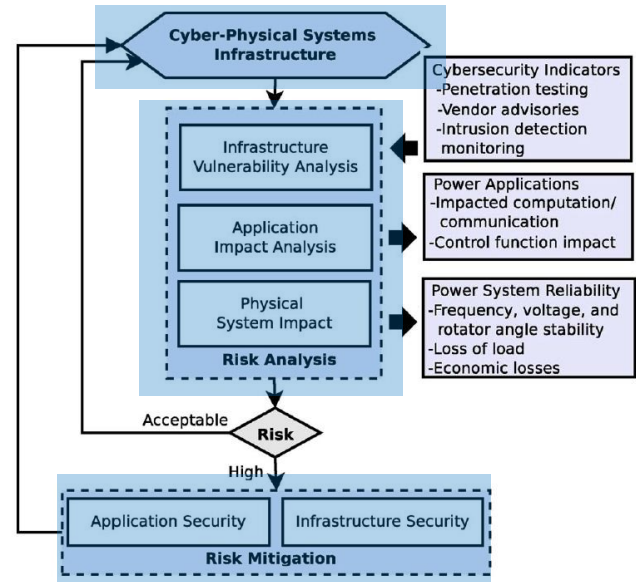 Cyber-Physical Systems
Infrastructure
Cybersecurity Indicators
-Penetration testing
-Vendor advisories
-Intrusion detection
monitoring
Infrastructure
Vulnerability Analysis
Power Applications
-Impacted computation/
communication
-Control function impact
Application
Impact Analysis
Physical
System Impact
Risk Analysis
Power System Reliability
-Frequency, voltage, and
rotator angle stability
-Loss of load
-Economic losses
Acceptable
Risk
High
Application Security
Infrastructure Security
Risk Mitigation